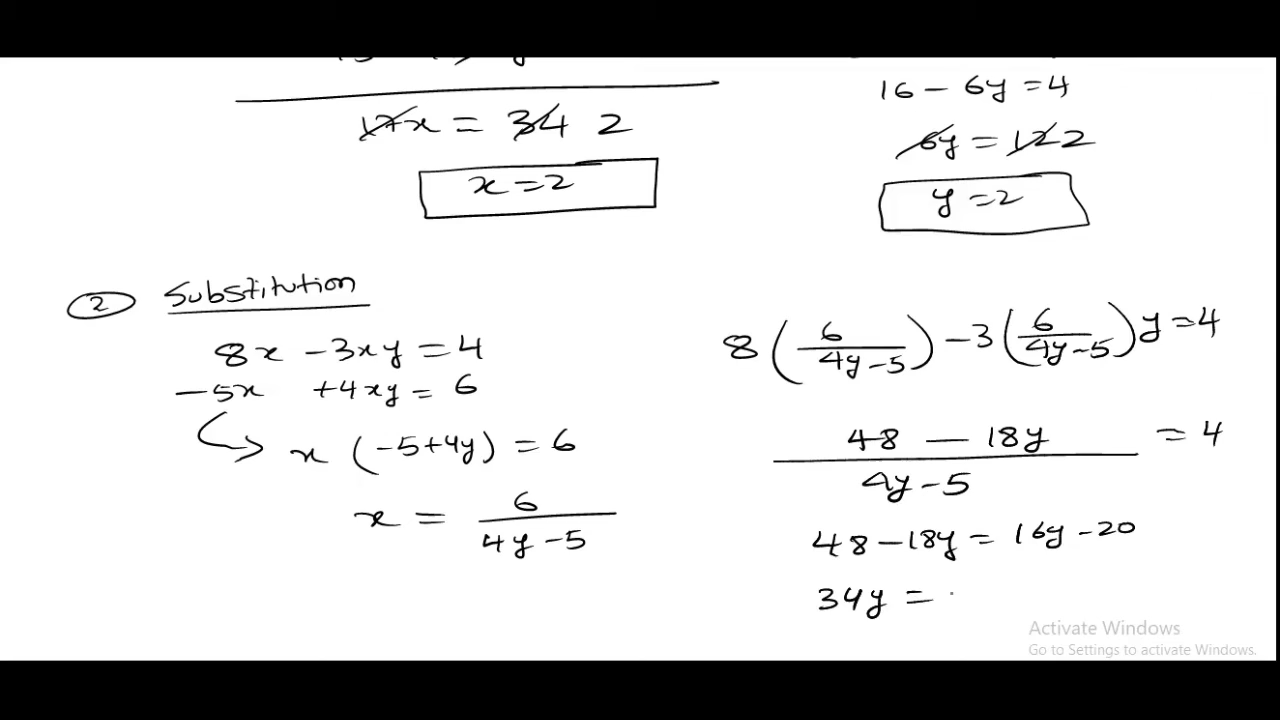 17x = 34 2
x = 2
16 - 6y = 4
6y = 12 2
y = 2
2 Substitution
8x - 3xy = 4
-5x + 4xy = 6
x (-5+4y) = 6
x = 6/(4y-5)
8 (6/(4y-5)) - 3 (6/(4y-5)) y = 4
(48 - 18y)/(4y-5) = 4
48 - 18y = 16y - 20
34y =
Activate Windows
Go to Settings to activate Windows.